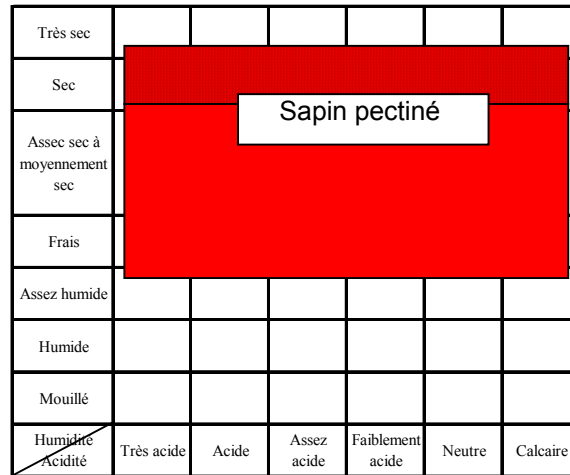 Très sec
Sec
Sapin pectiné
Assec sec à
moyennement
sec
Frais
Assez humide
Humide
Mouillé
Humidité
Acidité
Très acide
Acide
Assez
acide
Faiblement
acide
Neutre
Calcaire